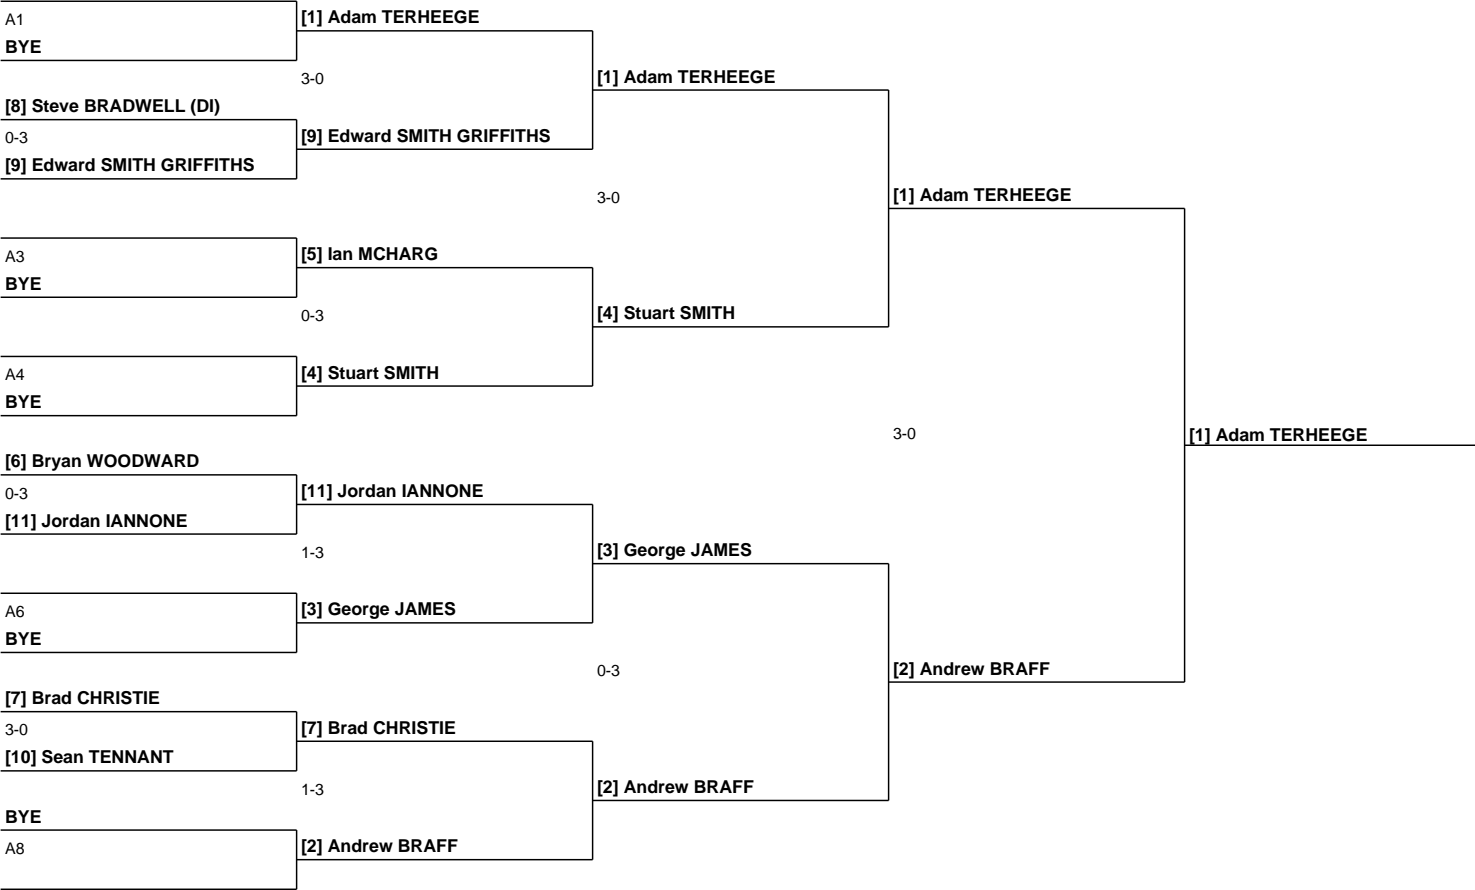 A1
BYE
[1] Adam TERHEEGE
3-0
[8] Steve BRADWELL (DI)
0-3
[9] Edward SMITH GRIFFITHS
[9] Edward SMITH GRIFFITHS
[1] Adam TERHEEGE
3-0
A3
BYE
[5] Ian MCHARG
0-3
A4
BYE
[4] Stuart SMITH
[4] Stuart SMITH
[1] Adam TERHEEGE
3-0
[1] Adam TERHEEGE
[6] Bryan WOODWARD
0-3
[11] Jordan IANNONE
[11] Jordan IANNONE
1-3
A6
BYE
[3] George JAMES
[3] George JAMES
0-3
[7] Brad CHRISTIE
3-0
[10] Sean TENNANT
[7] Brad CHRISTIE
1-3
BYE
A8
[2] Andrew BRAFF
[2] Andrew BRAFF
[2] Andrew BRAFF